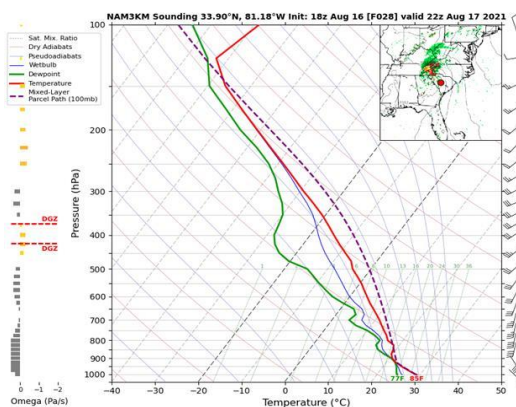 NAM3KM Sounding 33.90°N, 81.18°W Init: 18z Aug 16 [F028] valid 22z Aug 17 2021
Sat. Mix. Ratio
Dry Adiabats
Pseudoadiabats
Wetbulb
Dewpoint
Temperature
Mixed-Layer
Parcel Path (100mb)
100
200
300
400
500
600
700
800
900
1000
Pressure (hPa)
DGZ
DGZ
77F 85F
−40 −30 −20 −10 0 10 20 30 40 50
Temperature (°C)
0 −1 −2
Omega (Pa/s)